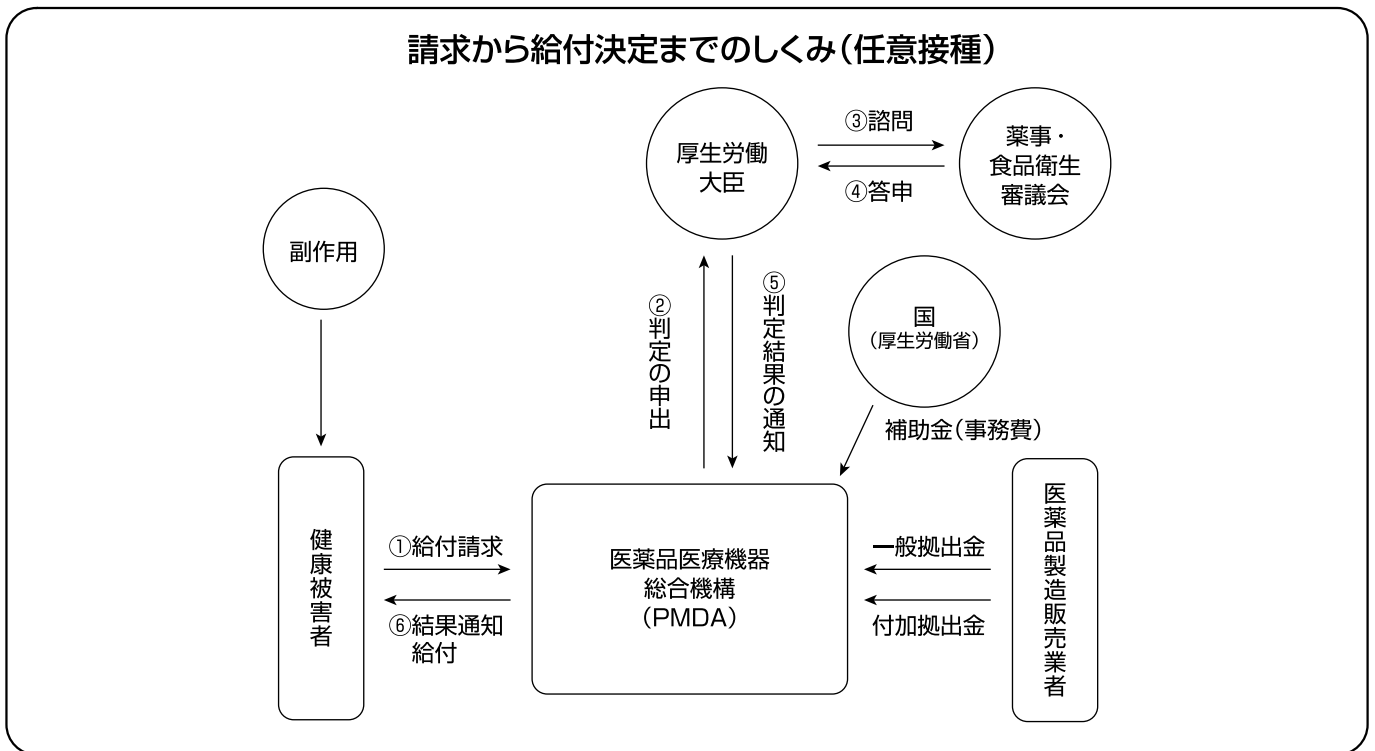 請求から給付決定までのしくみ（任意接種）
厚生労働
大臣
③諮問
④答申
薬事・
食品衛生
審議会
副作用
②判定の申出
⑤判定結果の通知
国
（厚生労働省）
補助金（事務費）
健康被害者
①給付請求
⑥結果通知
給付
医薬品医療機器
総合機構
（PMDA）
一般拠出金
付加拠出金
医薬品製造販売業者